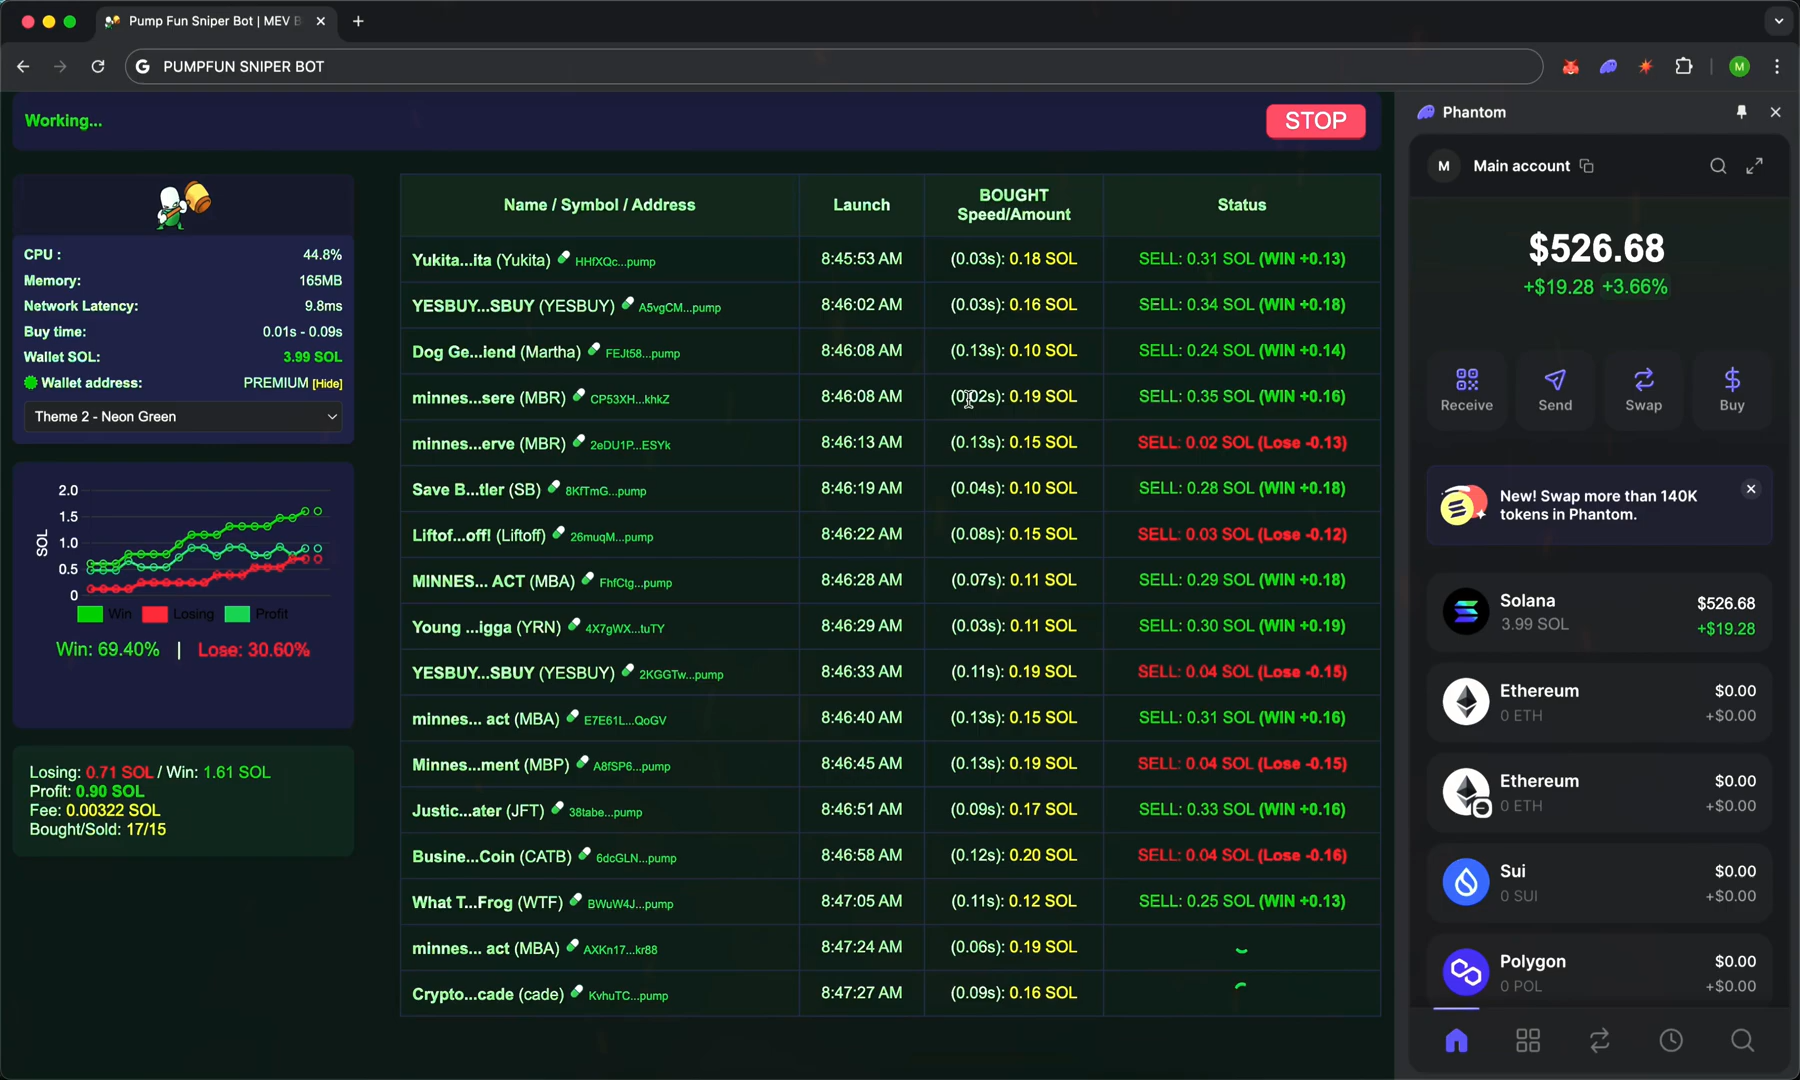 Pump Fun Sniper Bot | MEV B
PUMPFUN SNIPER BOT
M
Working...
STOP
CPU : 44.8%
Memory: 165MB
Network Latency: 9.8ms
Buy time: 0.01s - 0.09s
Wallet SOL: 3.99 SOL
Wallet address: PREMIUM [Hide]
Theme 2 - Neon Green
2.0
1.5
1.0
0.5
0
SOL
Win Losing Profit
Win: 69.40% | Lose: 30.60%
Losing: 0.71 SOL / Win: 1.61 SOL
Profit: 0.90 SOL
Fee: 0.00322 SOL
Bought/Sold: 17/15
Name / Symbol / Address Launch BOUGHT Speed/Amount Status
Yukita...ita (Yukita) HHfXQc...pump 8:45:53 AM (0.03s): 0.18 SOL SELL: 0.31 SOL (WIN +0.13)
YESBUY...SBUY (YESBUY) A5vgCM...pump 8:46:02 AM (0.03s): 0.16 SOL SELL: 0.34 SOL (WIN +0.18)
Dog Ge...iend (Martha) FEJt58...pump 8:46:08 AM (0.13s): 0.10 SOL SELL: 0.24 SOL (WIN +0.14)
minnes...sere (MBR) CP53XH...khkZ 8:46:08 AM (0.02s): 0.19 SOL SELL: 0.35 SOL (WIN +0.16)
minnes...erve (MBR) 2eDU1P...ESYk 8:46:13 AM (0.13s): 0.15 SOL SELL: 0.02 SOL (Lose -0.13)
Save B...tler (SB) 8KfTmG...pump 8:46:19 AM (0.04s): 0.10 SOL SELL: 0.28 SOL (WIN +0.18)
Liftof...off! (Liftoff) 26muqM...pump 8:46:22 AM (0.08s): 0.15 SOL SELL: 0.03 SOL (Lose -0.12)
MINNES... ACT (MBA) FhfCtg...pump 8:46:28 AM (0.07s): 0.11 SOL SELL: 0.29 SOL (WIN +0.18)
Young ...igga (YRN) 4X7gWX...tuTY 8:46:29 AM (0.03s): 0.11 SOL SELL: 0.30 SOL (WIN +0.19)
YESBUY...SBUY (YESBUY) 2KGGTw...pump 8:46:33 AM (0.11s): 0.19 SOL SELL: 0.04 SOL (Lose -0.15)
minnes... act (MBA) E7E61L...QoGV 8:46:40 AM (0.13s): 0.15 SOL SELL: 0.31 SOL (WIN +0.16)
Minnes...ment (MBP) A8fSP6...pump 8:46:45 AM (0.13s): 0.19 SOL SELL: 0.04 SOL (Lose -0.15)
Justic...ater (JFT) 38tabe...pump 8:46:51 AM (0.09s): 0.17 SOL SELL: 0.33 SOL (WIN +0.16)
Busine...Coin (CATB) 6dcGLN...pump 8:46:58 AM (0.12s): 0.20 SOL SELL: 0.04 SOL (Lose -0.16)
What T...Frog (WTF) BWuW4J...pump 8:47:05 AM (0.11s): 0.12 SOL SELL: 0.25 SOL (WIN +0.13)
minnes... act (MBA) AXKn17...kr88 8:47:24 AM (0.06s): 0.19 SOL
Crypto...cade (cade) KvhuTC...pump 8:47:27 AM (0.09s): 0.16 SOL
Phantom
M Main account
$526.68
+$19.28 +3.66%
Receive Send Swap Buy
New! Swap more than 140K
tokens in Phantom.
Solana $526.68
3.99 SOL +$19.28
Ethereum $0.00
0 ETH +$0.00
Ethereum $0.00
0 ETH +$0.00
Sui $0.00
0 SUI +$0.00
Polygon $0.00
0 POL +$0.00